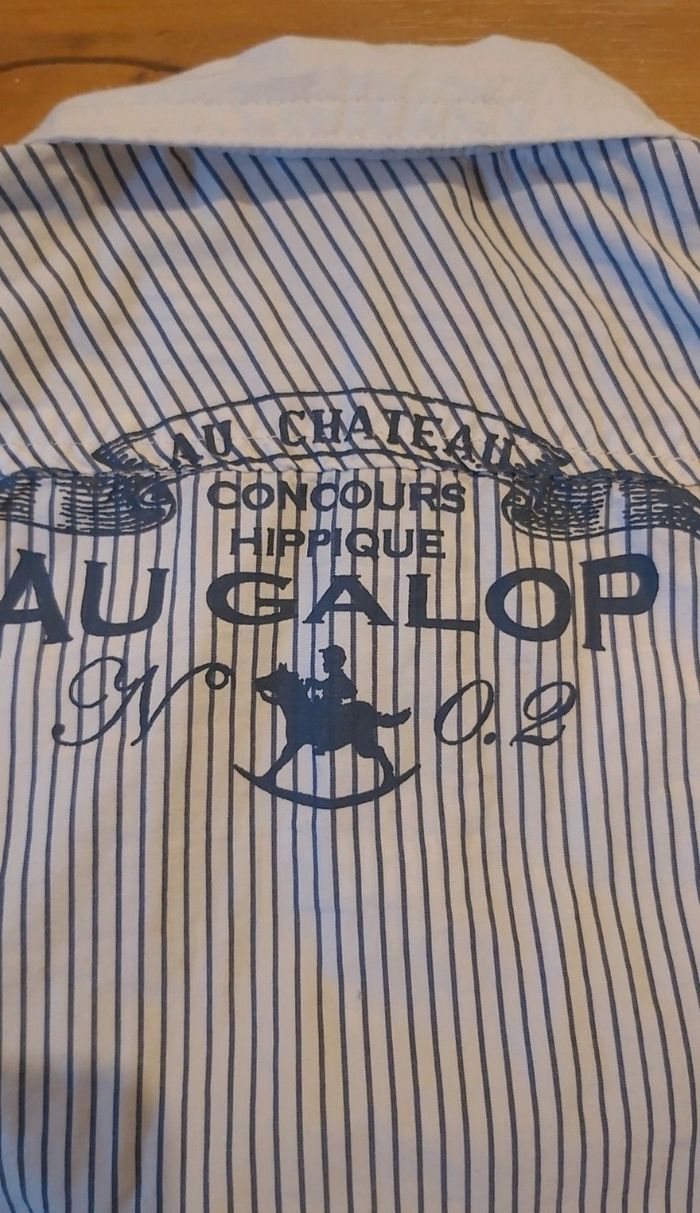 AU CHATEAU
CONCOURS
HIPPIQUE
AU GALOP
N° 0.2